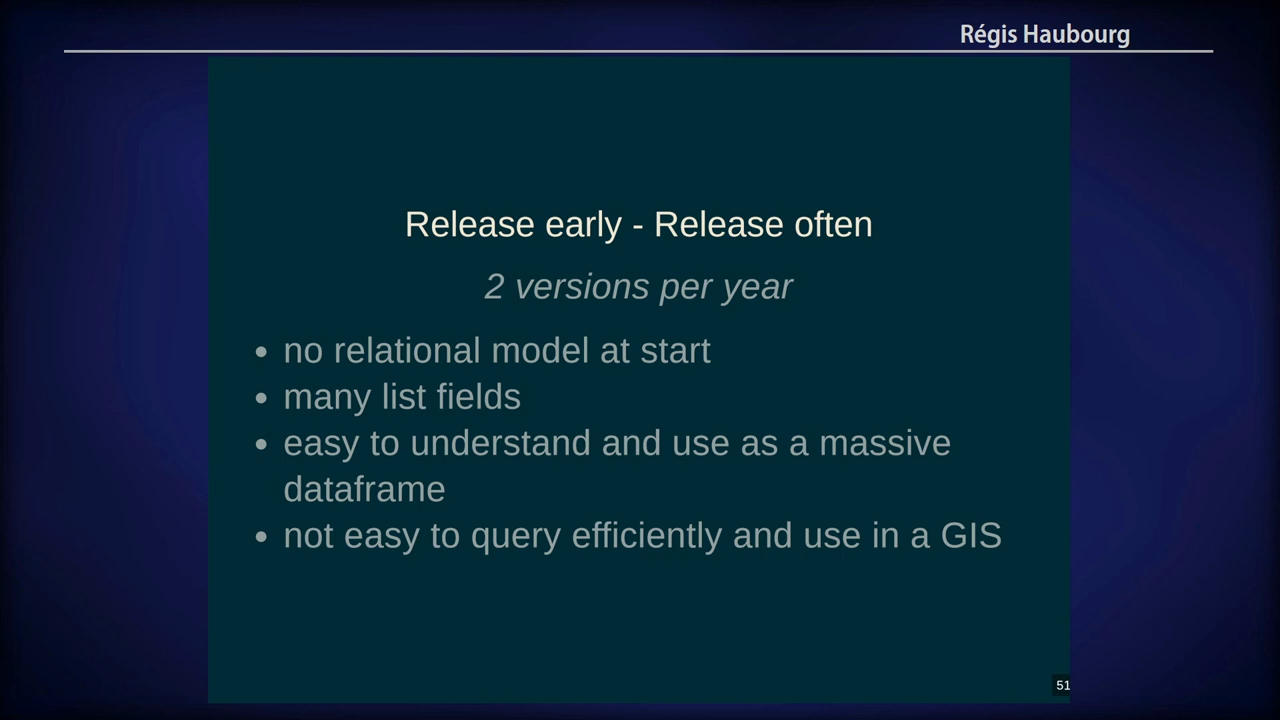 Régis Haubourg
Release early - Release often
2 versions per year
• no relational model at start
• many list fields
• easy to understand and use as a massive
dataframe
• not easy to query efficiently and use in a GIS
51